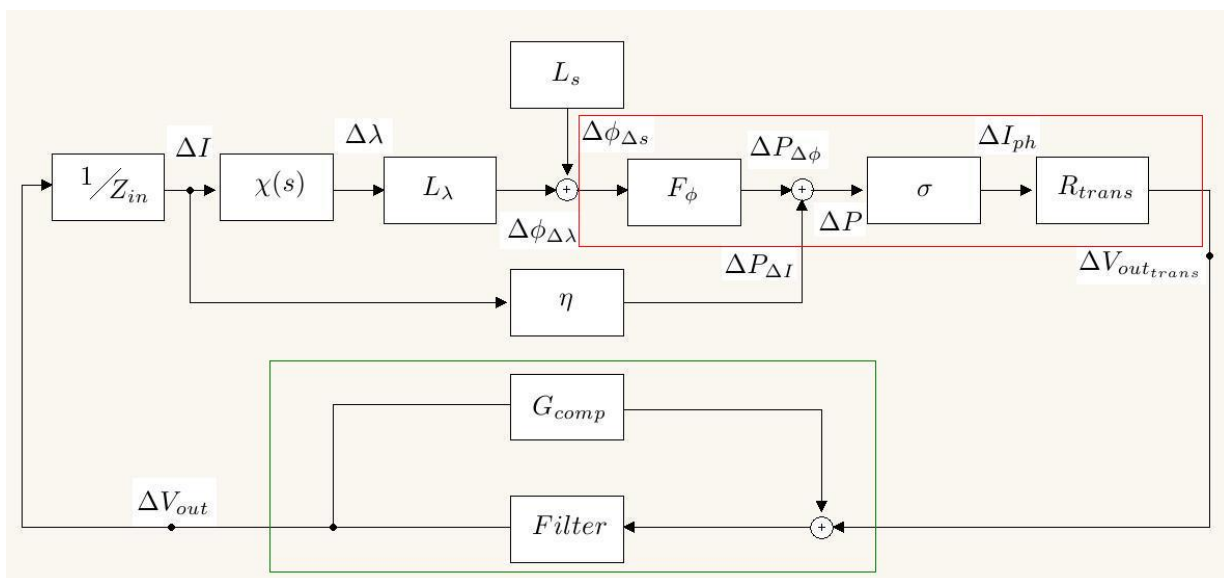 L_s
Δφ_Δs
ΔI
Δλ
ΔP_Δφ
ΔI_ph
1/Z_in
χ(s)
L_λ
+
F_φ
+
σ
R_trans
Δφ_Δλ
ΔP
ΔP_ΔI
ΔV_out_trans
η
G_comp
ΔV_out
Filter
+